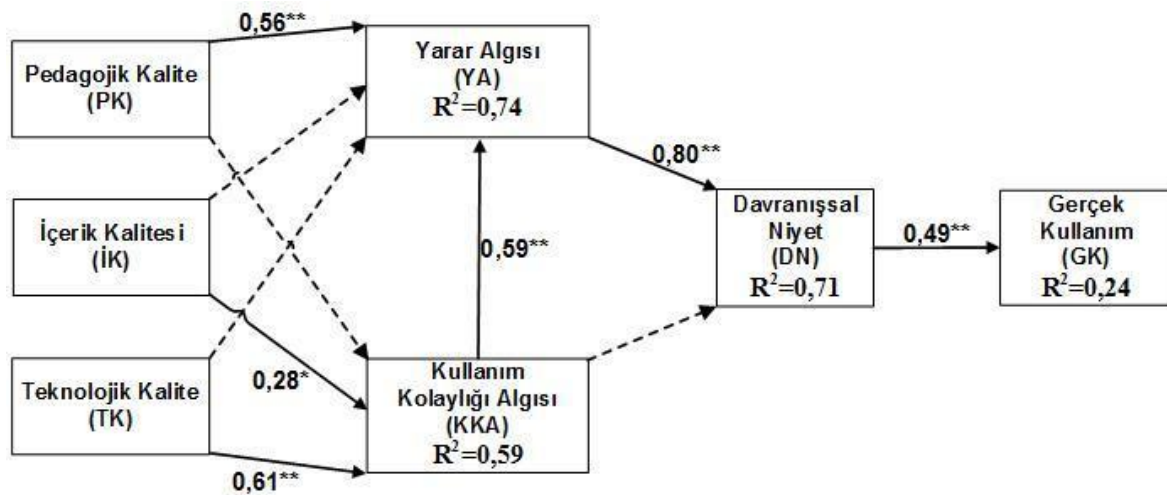 0,56**
Pedagojik Kalite
(PK)
Yarar Algısı
(YA)
R²=0,74
0,80**
İçerik Kalitesi
(İK)
0,59**
Davranışsal
Niyet
(DN)
R²=0,71
0,49**
Gerçek
Kullanım
(GK)
R²=0,24
Teknolojik Kalite
(TK)
0,28*
0,61**
Kullanım
Kolaylığı Algısı
(KKA)
R²=0,59